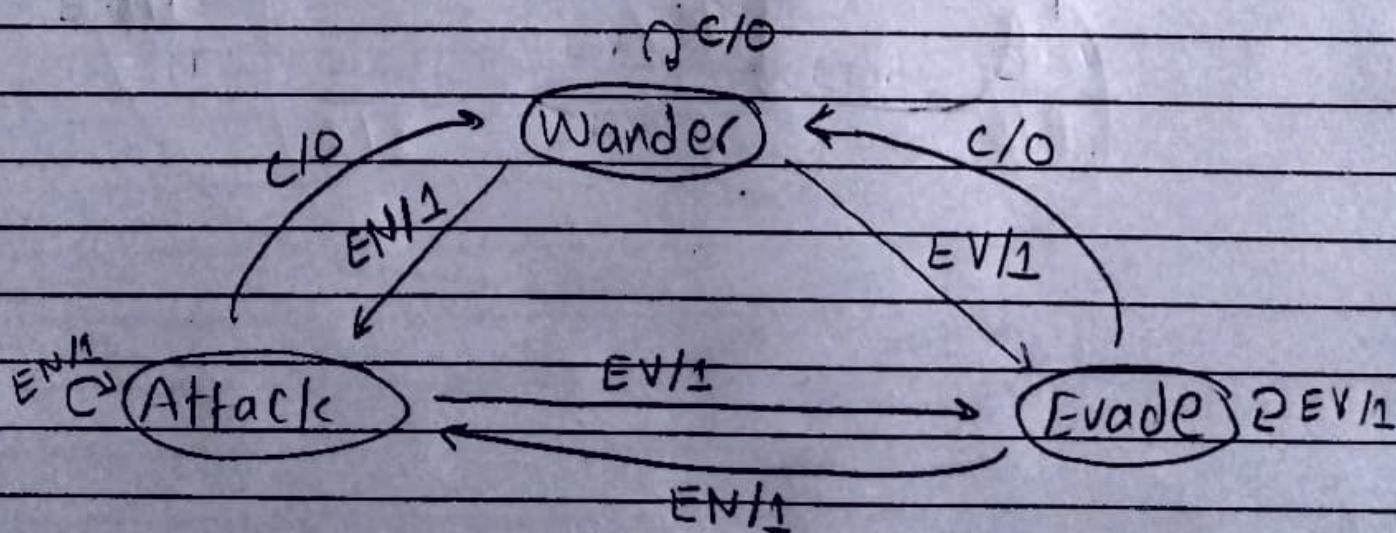 C/0
Wander
C/0
C/0
EN/1
EV/1
EN/1
Attack
EV/1
Evade
EV/1
EN/1